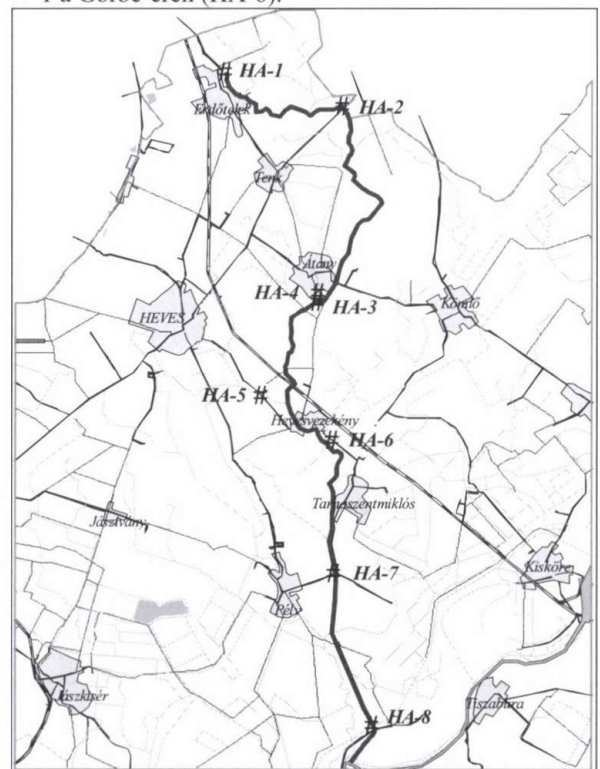 HA-1
Erdőtelek
HA-2
Tenk
Átány
HA-4
HA-3
HEVES
Kömlő
HA-5
Hevesvezekény
HA-6
Tarnaszentmiklós
Jászivány
HA-7
Kisköre
Pély
Jászkisér
Tiszabura
HA-8